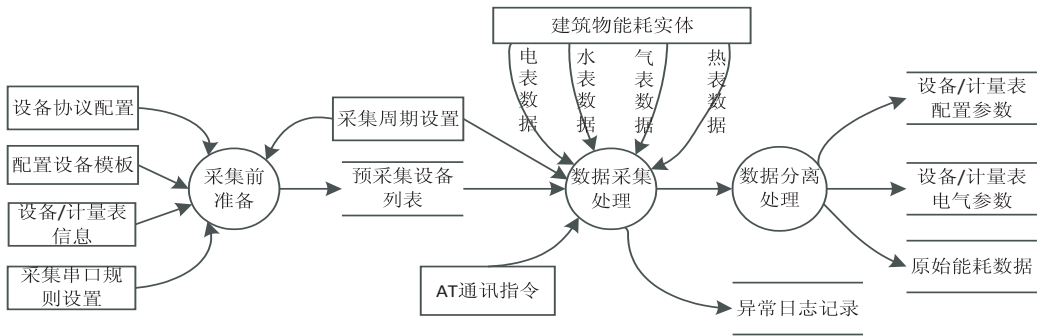 建筑物能耗实体
电表数据
水表数据
气表数据
热表数据
设备协议配置
配置设备模板
设备/计量表
信息
采集串口规
则设置
采集前
准备
采集周期设置
预采集设备
列表
AT通讯指令
数据采集
处理
异常日志记录
数据分离
处理
设备/计量表
配置参数
设备/计量表
电气参数
原始能耗数据